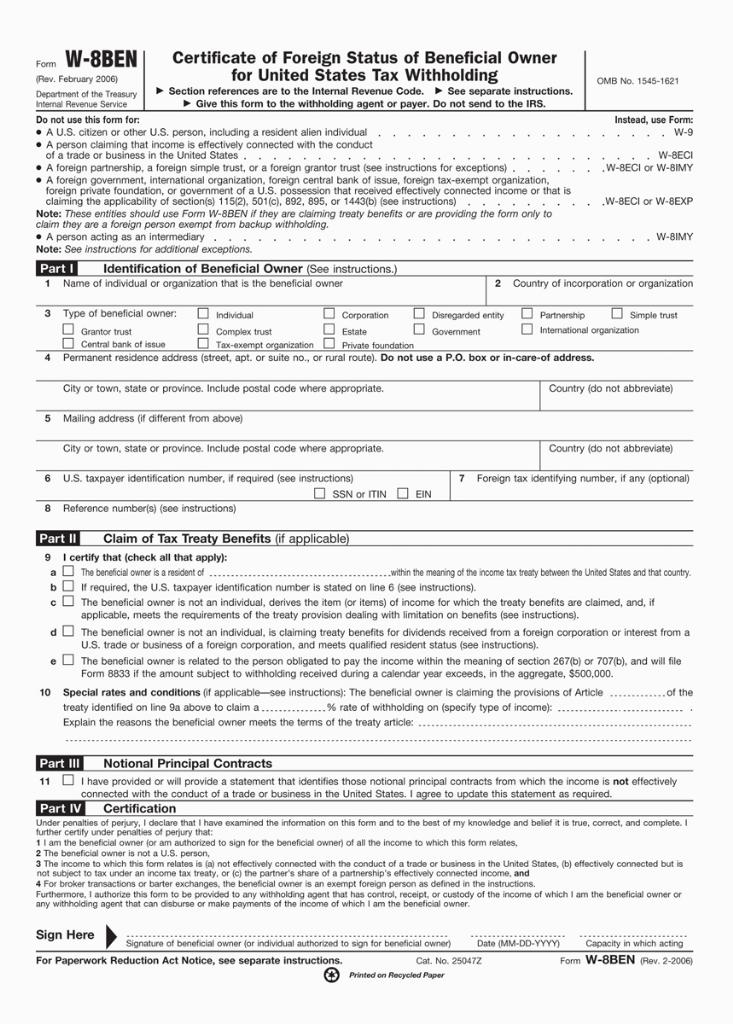 Form W-8BEN
(Rev. February 2006)
Department of the Treasury
Internal Revenue Service
Certificate of Foreign Status of Beneficial Owner
for United States Tax Withholding
▶ Section references are to the Internal Revenue Code. ▶ See separate instructions.
▶ Give this form to the withholding agent or payer. Do not send to the IRS.
OMB No. 1545-1621
Do not use this form for: Instead, use Form:
● A U.S. citizen or other U.S. person, including a resident alien individual . . . . . . . . . . . . . . . . . . . . W-9
● A person claiming that income is effectively connected with the conduct
of a trade or business in the United States . . . . . . . . . . . . . . . . . . . . . . . . . . . . W-8ECI
● A foreign partnership, a foreign simple trust, or a foreign grantor trust (see instructions for exceptions) . . . . . . W-8ECI or W-8IMY
● A foreign government, international organization, foreign central bank of issue, foreign tax-exempt organization,
foreign private foundation, or government of a U.S. possession that received effectively connected income or that is
claiming the applicability of section(s) 115(2), 501(c), 892, 895, or 1443(b) (see instructions) . . . . . . . . . W-8ECI or W-8EXP
Note: These entities should use Form W-8BEN if they are claiming treaty benefits or are providing the form only to
claim they are a foreign person exempt from backup withholding.
● A person acting as an intermediary . . . . . . . . . . . . . . . . . . . . . . . . . . . . . W-8IMY
Note: See instructions for additional exceptions.
Part I Identification of Beneficial Owner (See instructions.)
1 Name of individual or organization that is the beneficial owner
2 Country of incorporation or organization
3 Type of beneficial owner: ☐ Individual ☐ Corporation ☐ Disregarded entity ☐ Partnership ☐ Simple trust
☐ Grantor trust ☐ Complex trust ☐ Estate ☐ Government ☐ International organization
☐ Central bank of issue ☐ Tax-exempt organization ☐ Private foundation
4 Permanent residence address (street, apt. or suite no., or rural route). Do not use a P.O. box or in-care-of address.
City or town, state or province. Include postal code where appropriate.
Country (do not abbreviate)
5 Mailing address (if different from above)
City or town, state or province. Include postal code where appropriate.
Country (do not abbreviate)
6 U.S. taxpayer identification number, if required (see instructions)
☐ SSN or ITIN ☐ EIN
7 Foreign tax identifying number, if any (optional)
8 Reference number(s) (see instructions)
Part II Claim of Tax Treaty Benefits (if applicable)
9 I certify that (check all that apply):
a ☐ The beneficial owner is a resident of within the meaning of the income tax treaty between the United States and that country.
b ☐ If required, the U.S. taxpayer identification number is stated on line 6 (see instructions).
c ☐ The beneficial owner is not an individual, derives the item (or items) of income for which the treaty benefits are claimed, and, if
applicable, meets the requirements of the treaty provision dealing with limitation on benefits (see instructions).
d ☐ The beneficial owner is not an individual, is claiming treaty benefits for dividends received from a foreign corporation or interest from a
U.S. trade or business of a foreign corporation, and meets qualified resident status (see instructions).
e ☐ The beneficial owner is related to the person obligated to pay the income within the meaning of section 267(b) or 707(b), and will file
Form 8833 if the amount subject to withholding received during a calendar year exceeds, in the aggregate, $500,000.
10 Special rates and conditions (if applicable—see instructions): The beneficial owner is claiming the provisions of Article of the
treaty identified on line 9a above to claim a % rate of withholding on (specify type of income): .
Explain the reasons the beneficial owner meets the terms of the treaty article:
Part III Notional Principal Contracts
11 ☐ I have provided or will provide a statement that identifies those notional principal contracts from which the income is not effectively
connected with the conduct of a trade or business in the United States. I agree to update this statement as required.
Part IV Certification
Under penalties of perjury, I declare that I have examined the information on this form and to the best of my knowledge and belief it is true, correct, and complete. I
further certify under penalties of perjury that:
1 I am the beneficial owner (or am authorized to sign for the beneficial owner) of all the income to which this form relates,
2 The beneficial owner is not a U.S. person,
3 The income to which this form relates is (a) not effectively connected with the conduct of a trade or business in the United States, (b) effectively connected but is
not subject to tax under an income tax treaty, or (c) the partner's share of a partnership's effectively connected income, and
4 For broker transactions or barter exchanges, the beneficial owner is an exempt foreign person as defined in the instructions.
Furthermore, I authorize this form to be provided to any withholding agent that has control, receipt, or custody of the income of which I am the beneficial owner or
any withholding agent that can disburse or make payments of the income of which I am the beneficial owner.
Sign Here
Signature of beneficial owner (or individual authorized to sign for beneficial owner) Date (MM-DD-YYYY) Capacity in which acting
For Paperwork Reduction Act Notice, see separate instructions. Cat. No. 25047Z Form W-8BEN (Rev. 2-2006)
Printed on Recycled Paper